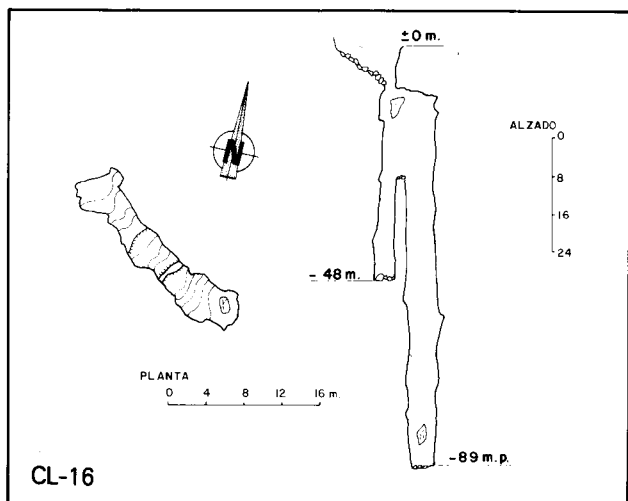 ±0 m.
ALZADO
0
8
16
24
N
- 48 m.
PLANTA
0 4 8 12 16 m.
-89 m.p.
CL-16